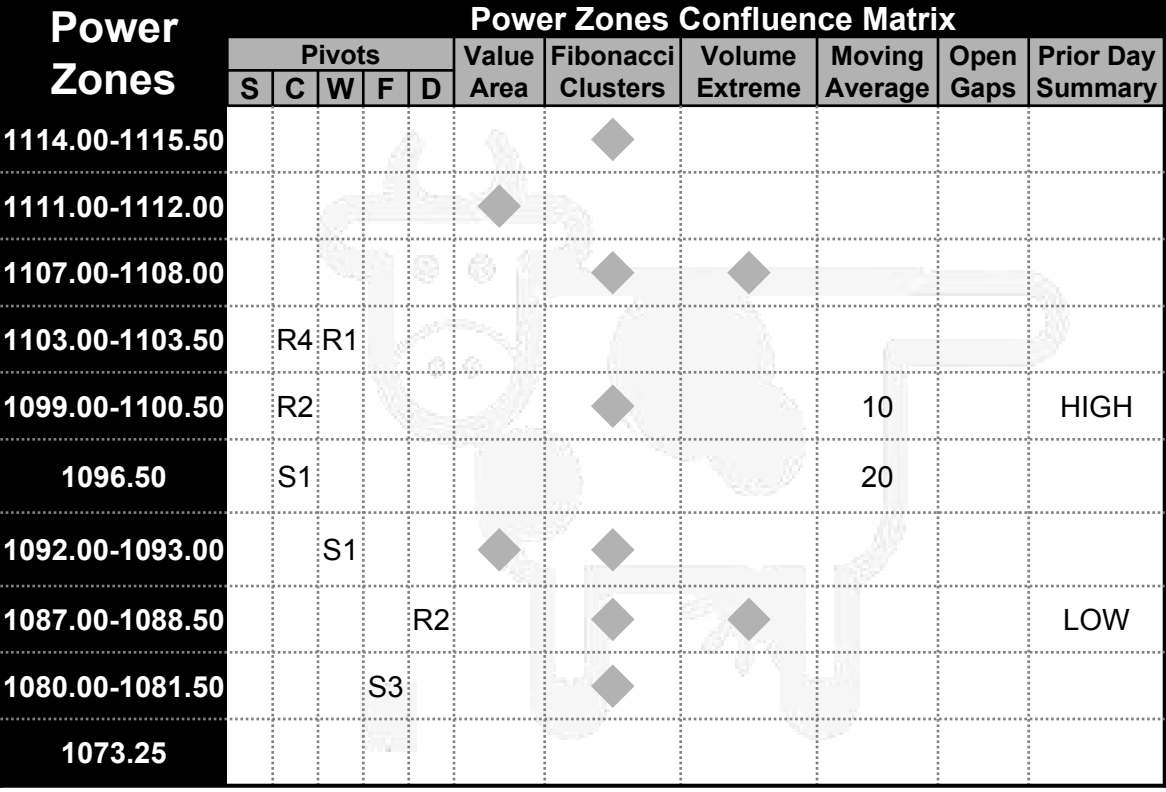 Power Zones
Power Zones Confluence Matrix
Pivots
Value Area
Fibonacci Clusters
Volume Extreme
Moving Average
Open Gaps
Prior Day Summary
S C W F D
1114.00-1115.50
1111.00-1112.00
1107.00-1108.00
1103.00-1103.50 R4 R1
1099.00-1100.50 R2 10 HIGH
1096.50 S1 20
1092.00-1093.00 S1
1087.00-1088.50 R2 LOW
1080.00-1081.50 S3
1073.25